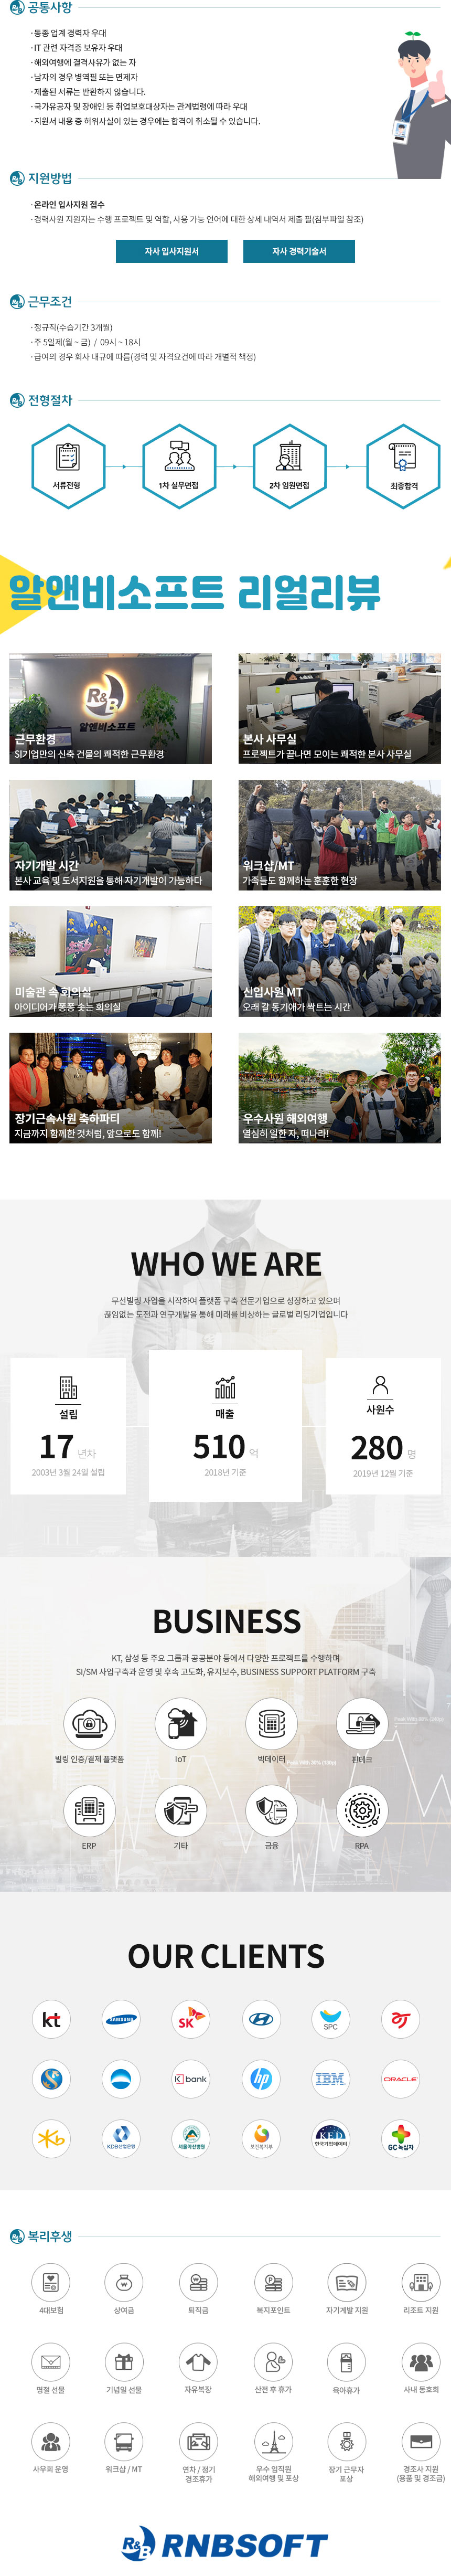 공통사항
· 동종 업계 경력자 우대
· IT 관련 자격증 보유자 우대
· 해외여행에 결격사유가 없는 자
· 남자의 경우 병역필 또는 면제자
· 제출된 서류는 반환하지 않습니다.
· 국가유공자 및 장애인 등 취업보호대상자는 관계법령에 따라 우대
· 지원서 내용 중 허위사실이 있는 경우에는 합격이 취소될 수 있습니다.
지원방법
· 온라인 입사지원 접수
· 경력사원 지원자는 수행 프로젝트 및 역할, 사용 가능 언어에 대한 상세 내역서 제출 필(첨부파일 참조)
자사 입사지원서
자사 경력기술서
근무조건
· 정규직(수습기간 3개월)
· 주 5일제(월 ~ 금) / 09시 ~ 18시
· 급여의 경우 회사 내규에 따름(경력 및 자격요건에 따라 개별적 책정)
전형절차
서류전형
1차 실무면접
2차 임원면접
최종합격
알앤비소프트 리얼리뷰
R&B
알엔비소프트
근무환경
SI기업만의 신축 건물의 쾌적한 근무환경
본사 사무실
프로젝트가 끝나면 모이는 쾌적한 본사 사무실
자기개발 시간
본사 교육 및 도서지원을 통해 자기개발이 가능하다
워크샵/MT
가족들도 함께하는 훈훈한 현장
미술관 속 회의실
아이디어가 퐁퐁 솟는 회의실
신입사원 MT
오래 갈 동기애가 싹트는 시간
장기근속사원 축하파티
지금까지 함께한 것처럼, 앞으로도 함께!
우수사원 해외여행
열심히 일한 자, 떠나라!
WHO WE ARE
무선빌링 사업을 시작하여 플랫폼 구축 전문기업으로 성장하고 있으며
끊임없는 도전과 연구개발을 통해 미래를 비상하는 글로벌 리딩기업입니다
설립
17 년차
2003년 3월 24일 설립
매출
510 억
2018년 기준
사원수
280 명
2019년 12월 기준
BUSINESS
KT, 삼성 등 주요 그룹과 공공분야 등에서 다양한 프로젝트를 수행하며
SI/SM 사업구축과 운영 및 후속 고도화, 유지보수, BUSINESS SUPPORT PLATFORM 구축
빌링 인증/결제 플랫폼
IoT
빅데이터
핀테크
ERP
기타
금융
RPA
OUR CLIENTS
kt
SAMSUNG
SK
SPC
K bank
hp
IBM
ORACLE
Kb
KDB산업은행
서울아산병원
보건복지부
KED
한국기업데이터
GC녹십자
복리후생
4대보험
상여금
퇴직금
복지포인트
자기계발 지원
리조트 지원
명절 선물
기념일 선물
자유복장
산전 후 휴가
육아휴가
사내 동호회
사우회 운영
워크샵 / MT
연차 / 정기
경조휴가
우수 임직원
해외여행 및 포상
장기 근무자
포상
경조사 지원
(용품 및 경조금)
R&B RNBSOFT